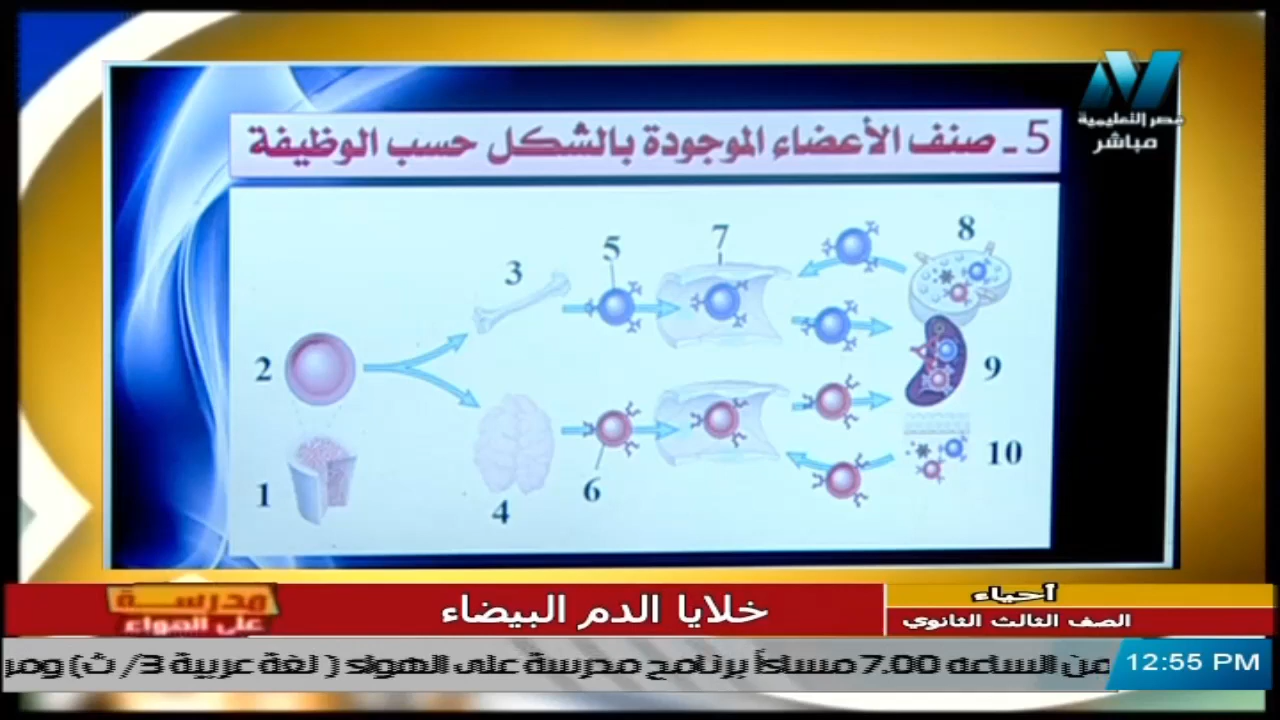 مصر التعليمية
مباشر
5 ـ صنف الأعضاء الموجودة بالشكل حسب الوظيفة
8
7
5
3
2
9
10
1
6
4
أحياء
الصف الثالث الثانوي
خلايا الدم البيضاء
مدرسة
على الهواء
12:55 PM
من الساعه 7.00 مساءاً برنامج مدرسة على الهواء ( لغة عربية 3/ ث) ومر